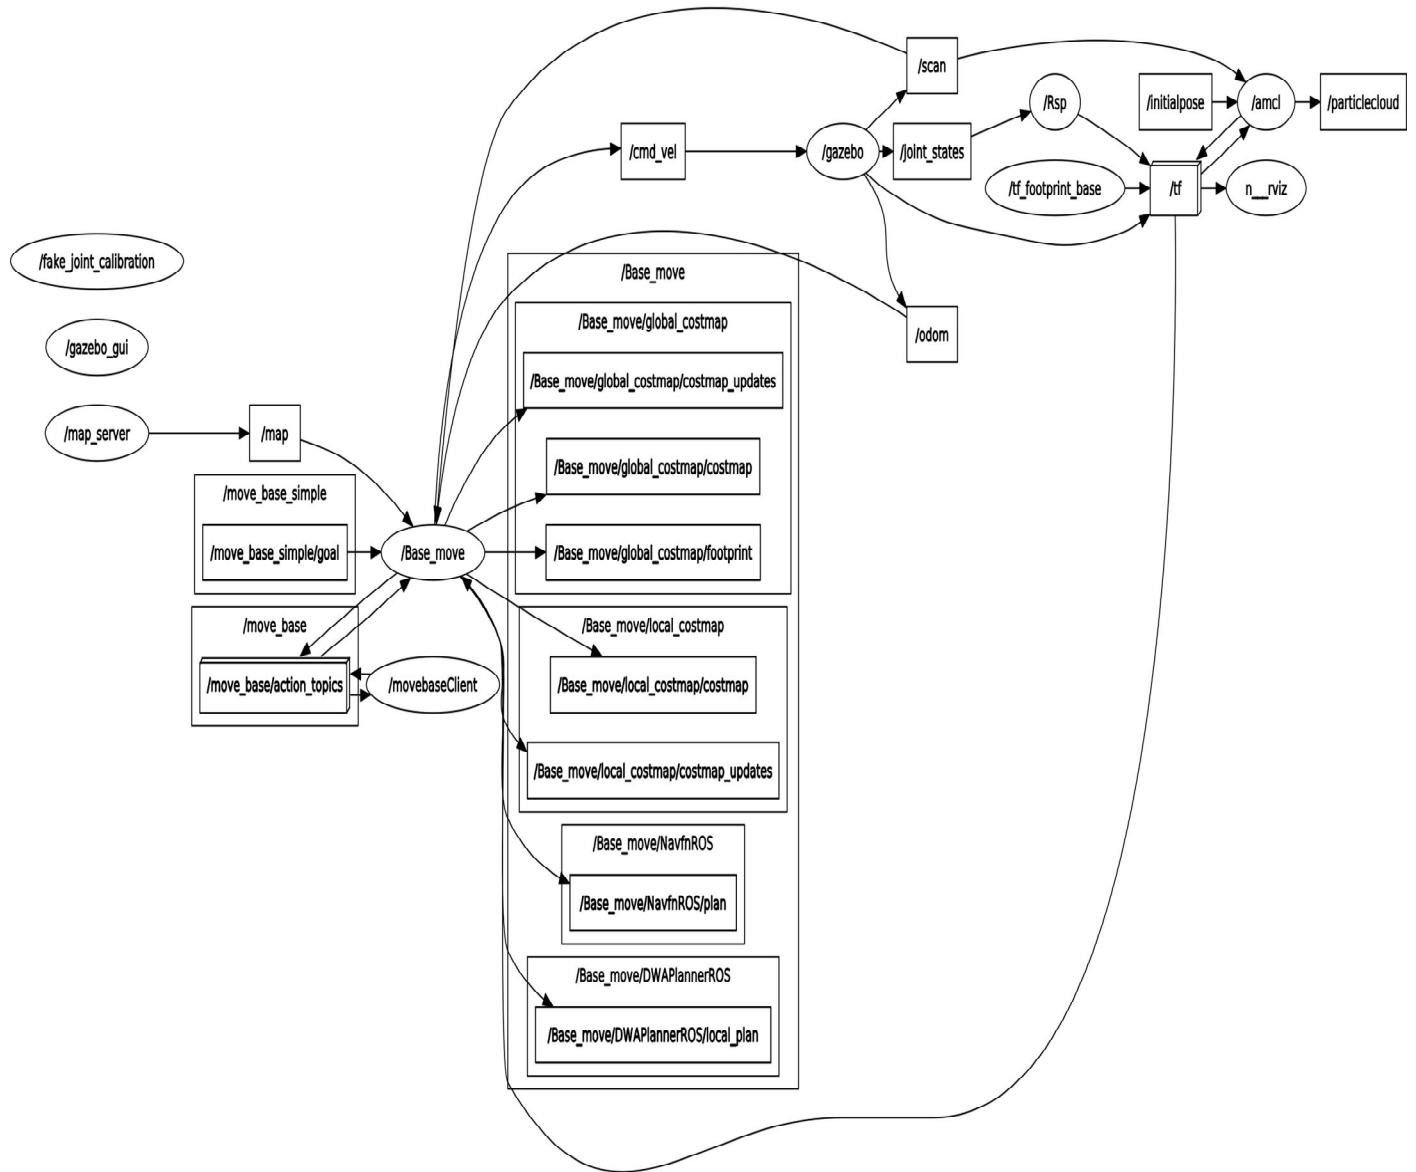 /scan
/Rsp
/initialpose
/amcl
/particlecloud
/cmd_vel
/gazebo
/joint_states
/tf_footprint_base
/tf
n___rviz
/fake_joint_calibration
/Base_move
/Base_move/global_costmap
/odom
/gazebo_gui
/Base_move/global_costmap/costmap_updates
/map_server
/map
/Base_move/global_costmap/costmap
/move_base_simple
/move_base_simple/goal
/Base_move
/Base_move/global_costmap/footprint
/move_base
/Base_move/local_costmap
/move_base/action_topics
/movebaseClient
/Base_move/local_costmap/costmap
/Base_move/local_costmap/costmap_updates
/Base_move/NavfnROS
/Base_move/NavfnROS/plan
/Base_move/DWAPlannerROS
/Base_move/DWAPlannerROS/local_plan